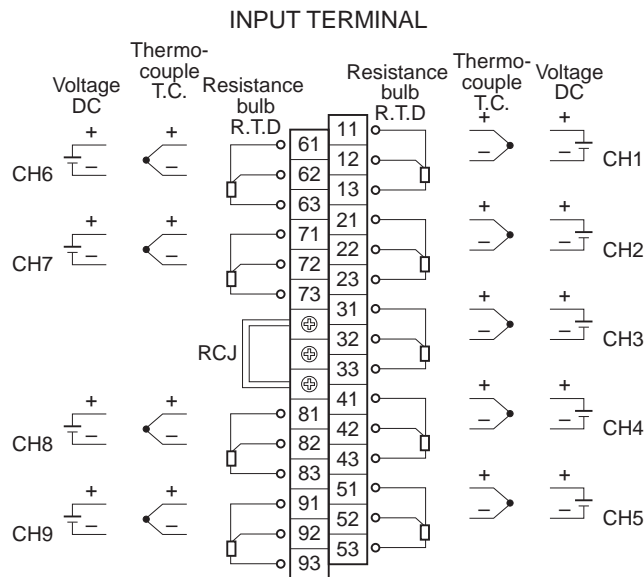 INPUT TERMINAL
Voltage
DC
Thermo-
couple
T.C.
Resistance
bulb
R.T.D
Resistance
bulb
R.T.D
Thermo-
couple
T.C.
Voltage
DC
CH6
+
−
+
−
61
62
63
11
12
13
+
−
+
−
CH1
CH7
+
−
+
−
71
72
73
21
22
23
+
−
+
−
CH2
RCJ
31
32
33
+
−
+
−
CH3
CH8
+
−
+
−
81
82
83
41
42
43
+
−
+
−
CH4
CH9
+
−
+
−
91
92
93
51
52
53
+
−
+
−
CH5